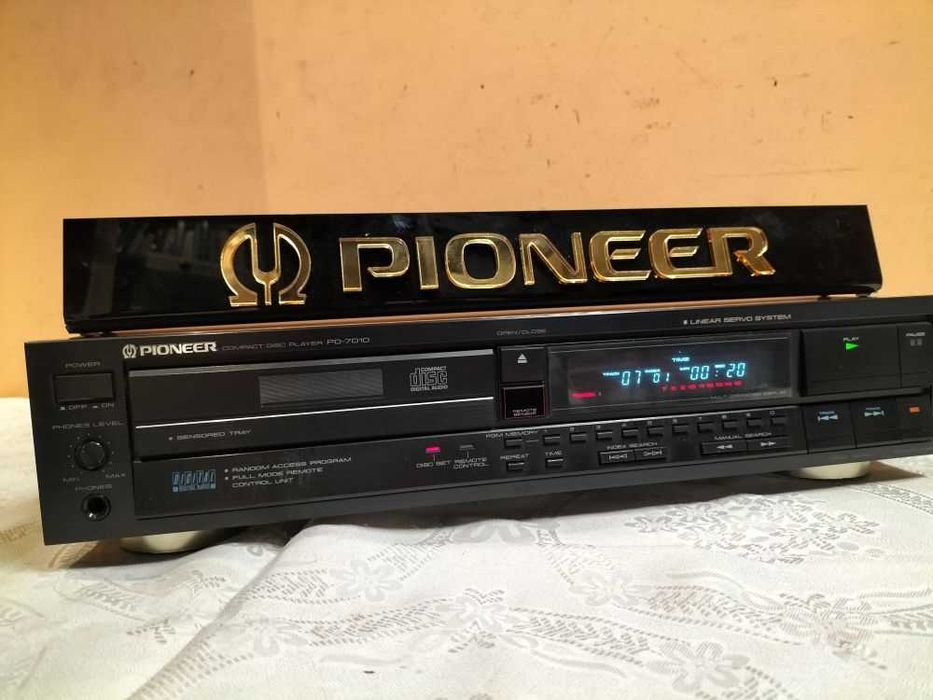 PIONEER
PIONEER COMPACT DISC PLAYER PD-7010
OPEN/CLOSE
LINEAR SERVO SYSTEM
POWER
OFF ON
PHONES LEVEL
MIN MAX
PHONES
COMPACT
disc
DIGITAL AUDIO
SENSORED TRAY
REMOTE
SENSOR
TIME
07 01 00:20
PLAY
PAUSE
DIGITAL
RANDOM ACCESS PROGRAM
FULL MODE REMOTE
CONTROL UNIT
DISC SET
REMOTE
CONTROL
PGM MEMORY
REPEAT
TIME
INDEX SEARCH
MANUAL SEARCH
TRACK
TRACK